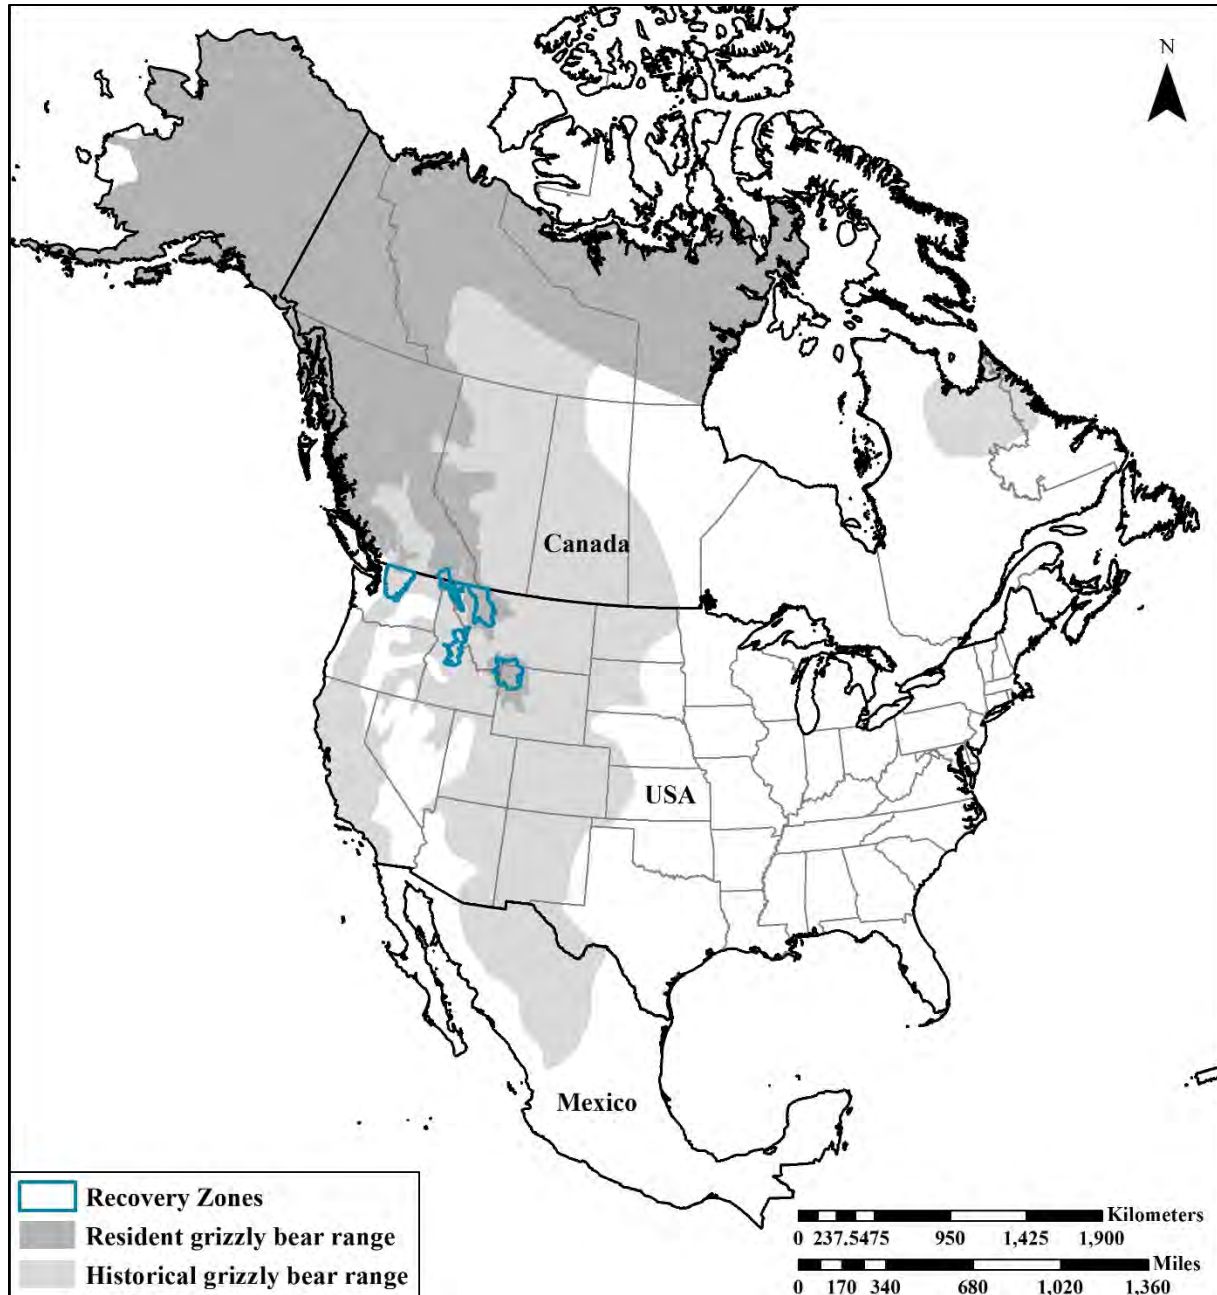 N
Canada
USA
Mexico
Recovery Zones
Resident grizzly bear range
Historical grizzly bear range
Kilometers
0 237.5475 950 1,425 1,900
Miles
0 170 340 680 1,020 1,360